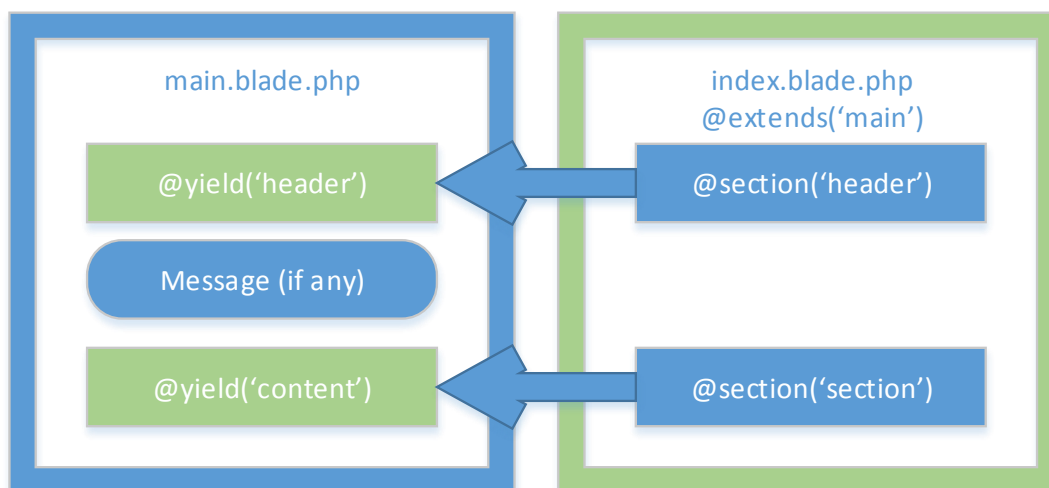 main.blade.php
@yield(‘header’)
Message (if any)
@yield(‘content’)
index.blade.php
@extends(‘main’)
@section(‘header’)
@section(‘section’)